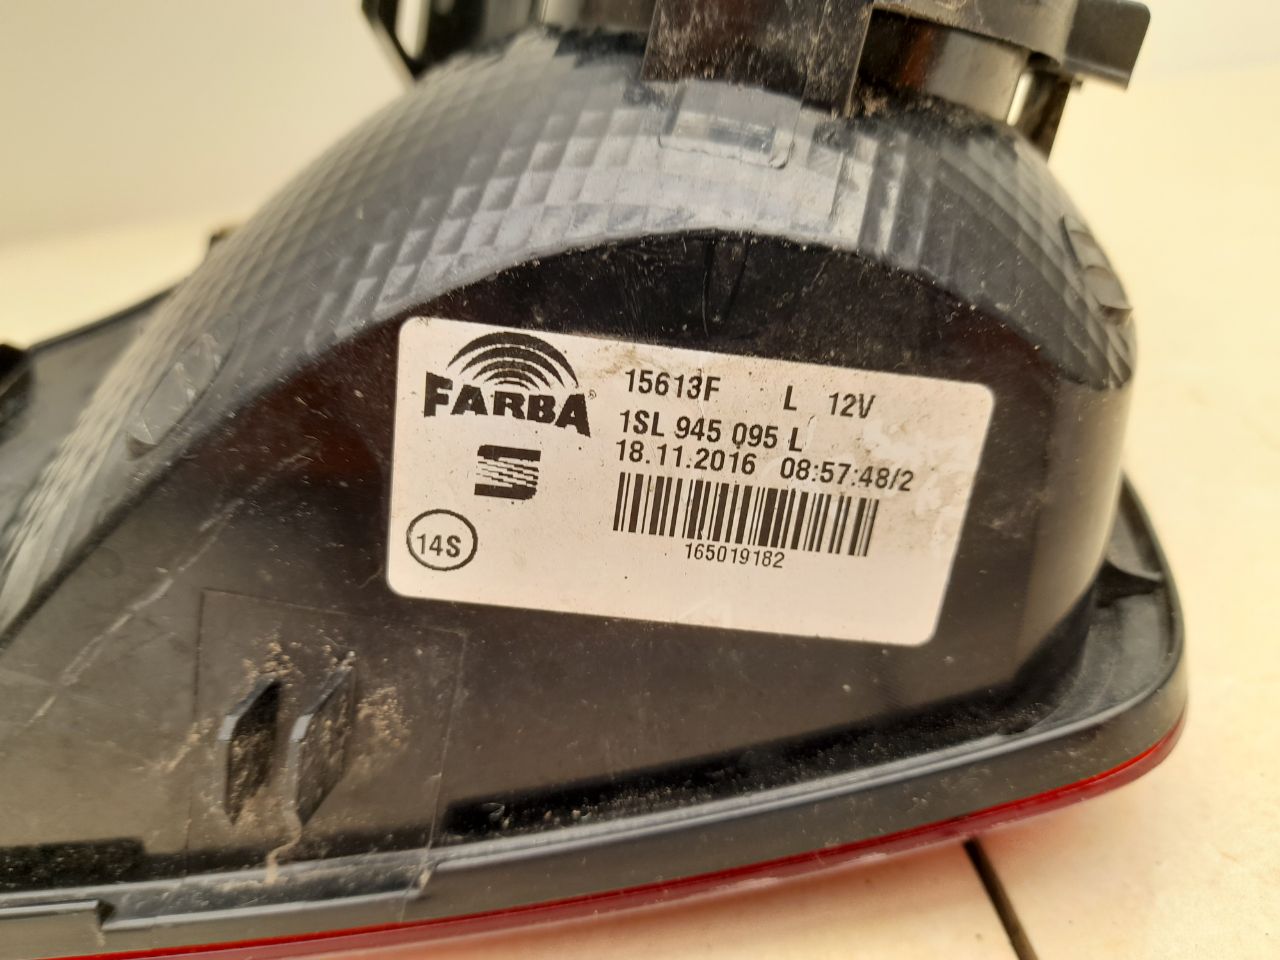 FARBA®
15613F L 12V
1SL 945 095 L
18.11.2016 08:57:48/2
165019182
S
14S